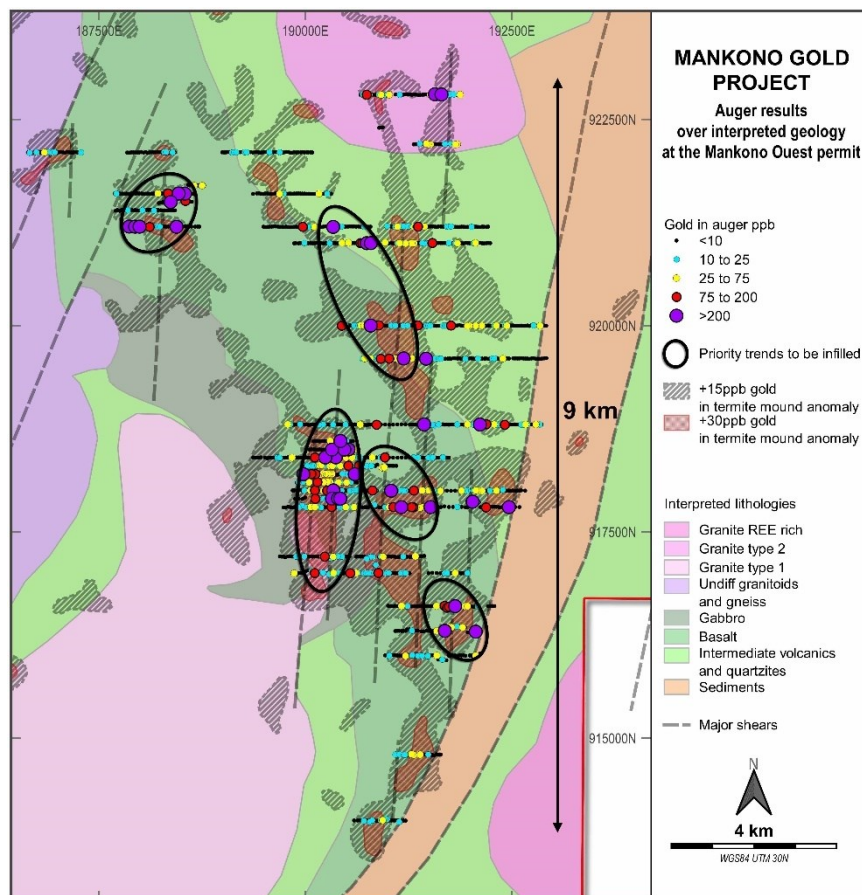 187500E
190000E
192500E
922500N
920000N
917500N
915000N
9 km
MANKONO GOLD
PROJECT
Auger results
over interpreted geology
at the Mankono Ouest permit
Gold in auger ppb
<10
10 to 25
25 to 75
75 to 200
>200
Priority trends to be infilled
+15ppb gold
in termite mound anomaly
+30ppb gold
in termite mound anomaly
Interpreted lithologies
Granite REE rich
Granite type 2
Granite type 1
Undiff granitoids
and gneiss
Gabbro
Basalt
Intermediate volcanics
and quartzites
Sediments
Major shears
N
4 km
WGS84 UTM 30N